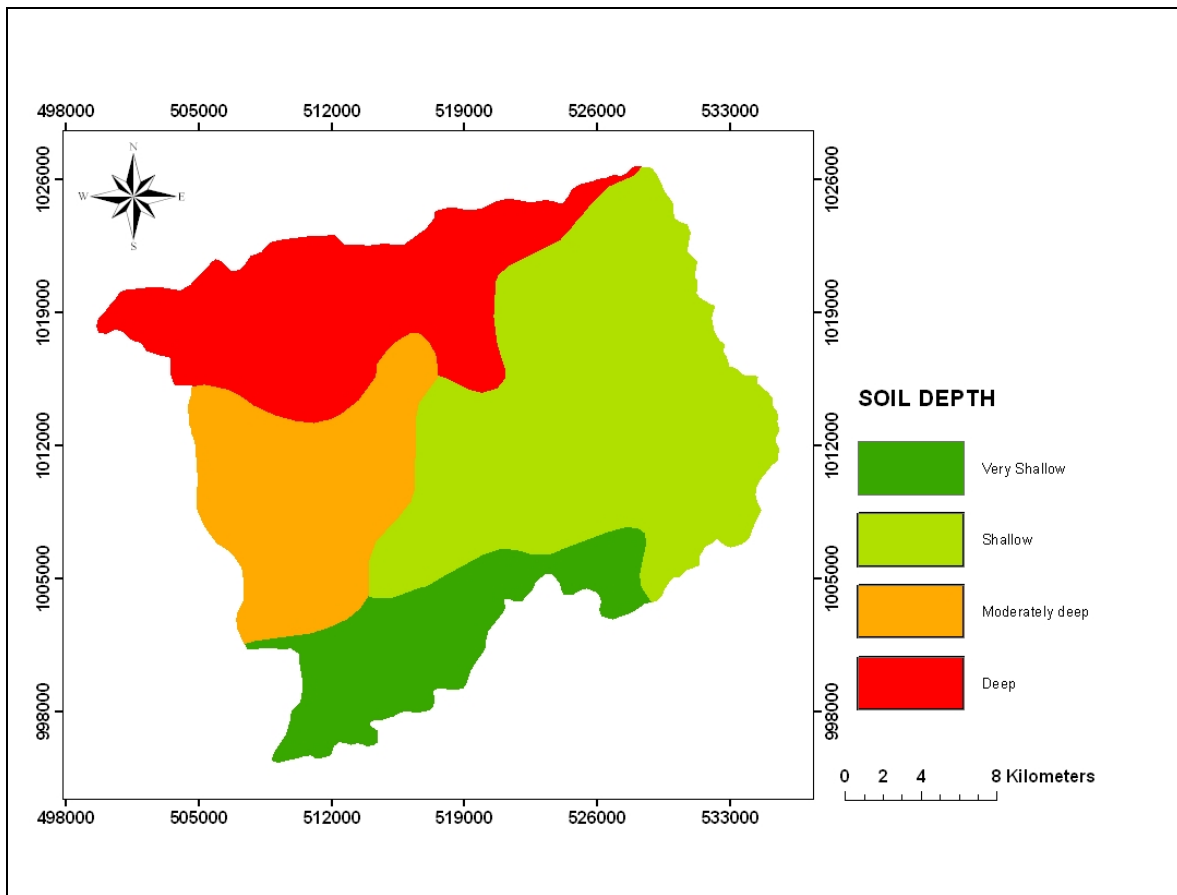 498000 505000 512000 519000 526000 533000
N
W E
S
1026000 1026000
1019000 1019000
1012000 1012000
1005000 1005000
998000 998000
498000 505000 512000 519000 526000 533000
SOIL DEPTH
Very Shallow
Shallow
Moderately deep
Deep
0 2 4 8 Kilometers